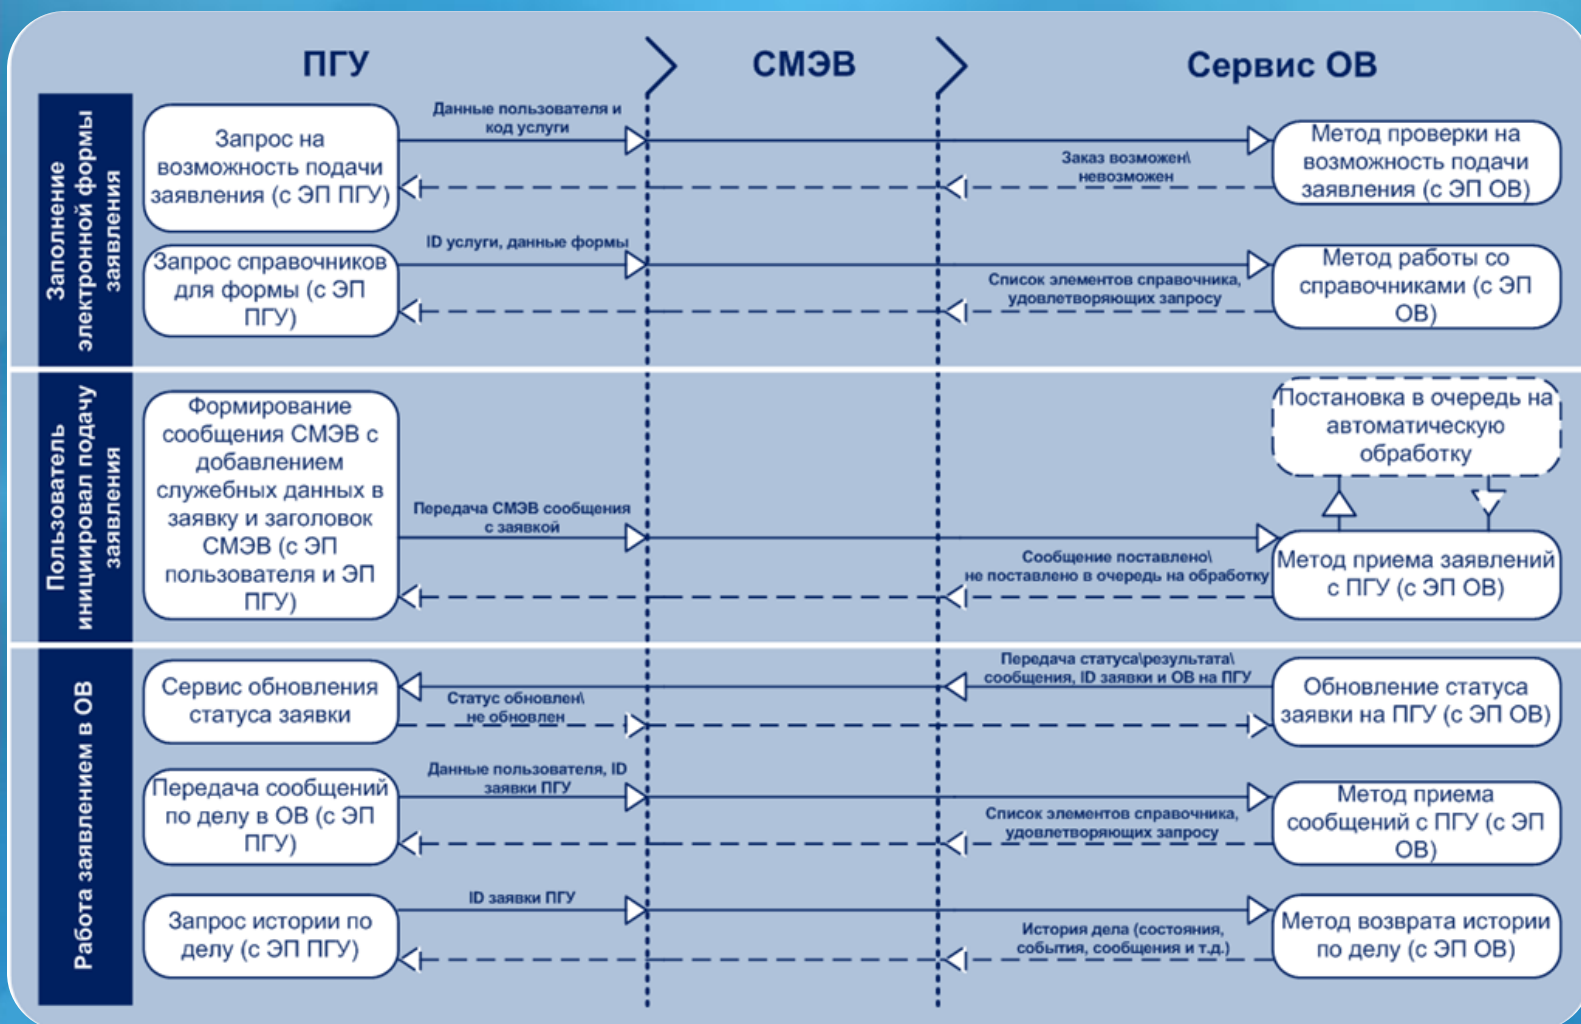 ПГУ
СМЭВ
Сервис ОВ
Заполнение
электронной формы
заявления
Запрос на
возможность подачи
заявления (с ЭП ПГУ)
Данные пользователя и
код услуги
Заказ возможен\
невозможен
Метод проверки на
возможность подачи
заявления (с ЭП ОВ)
Запрос справочников
для формы (с ЭП
ПГУ)
ID услуги, данные формы
Список элементов справочника,
удовлетворяющих запросу
Метод работы со
справочниками (с ЭП
ОВ)
Пользователь
инициировал подачу
заявления
Формирование
сообщения СМЭВ с
добавлением
служебных данных в
заявку и заголовок
СМЭВ (с ЭП
пользователя и ЭП
ПГУ)
Передача СМЭВ сообщения
с заявкой
Сообщение поставлено\
не поставлено в очередь на обработку
Постановка в очередь на
автоматическую
обработку
Метод приема заявлений
с ПГУ (с ЭП ОВ)
Работа заявлением в ОВ
Сервис обновления
статуса заявки
Статус обновлен\
не обновлен
Передача статуса\результата\
сообщения, ID заявки и ОВ на ПГУ
Обновление статуса
заявки на ПГУ (с ЭП ОВ)
Передача сообщений
по делу в ОВ (с ЭП
ПГУ)
Данные пользователя, ID
заявки ПГУ
Список элементов справочника,
удовлетворяющих запросу
Метод приема
сообщений с ПГУ (с ЭП
ОВ)
Запрос истории по
делу (с ЭП ПГУ)
ID заявки ПГУ
История дела (состояния,
события, сообщения и т.д.)
Метод возврата истории
по делу (с ЭП ОВ)